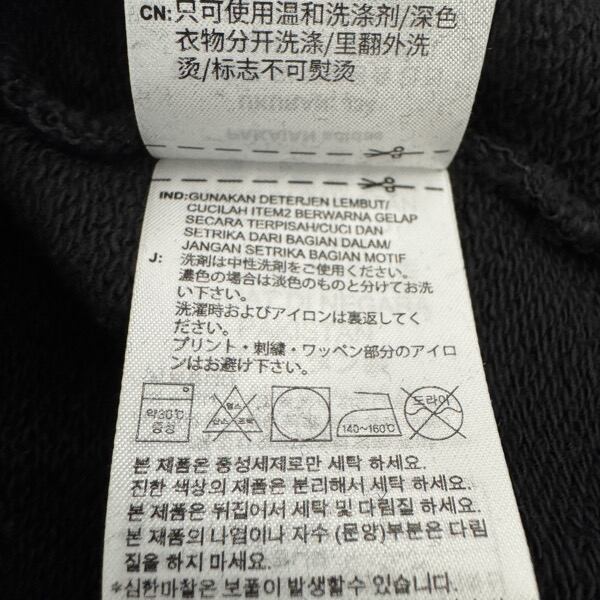 CN:只可使用温和洗涤剂/深色
衣物分开洗涤/里翻外洗
烫/标志不可熨烫
IND:GUNAKAN DETERJEN LEMBUT/
CUCILAH ITEM2 BERWARNA GELAP
SECARA TERPISAH/CUCI DAN
SETRIKA DARI BAGIAN DALAM/
JANGAN SETRIKA BAGIAN MOTIF
J: 洗剤は中性洗剤をご使用ください。
濃色の場合は淡色のものと分けてお洗
い下さい。
洗濯時およびアイロンは裏返してく
ださい。
プリント・刺繍・ワッペン部分のアイロ
ンはお避け下さい。
약30℃
중성
염소
산소표백
140~160℃
드라이
본 제품은 중성세제로만 세탁 하세요.
진한 색상의 제품은 분리해서 세탁 하세요.
본 제품은 뒤집어서 세탁 및 다림질 하세요.
본 제품의 나염이나 자수 (문양)부분은 다림
질을 하지 마세요.
*심한마찰은 보풀이 발생할수 있습니다.